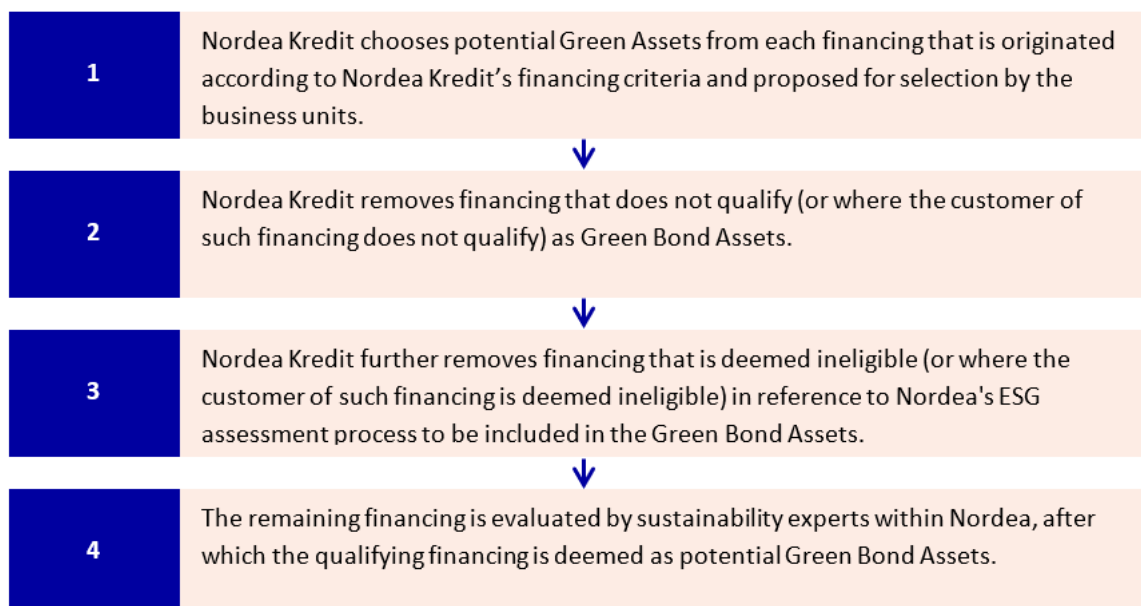 1
Nordea Kredit chooses potential Green Assets from each financing that is originated
according to Nordea Kredit’s financing criteria and proposed for selection by the
business units.
2
Nordea Kredit removes financing that does not qualify (or where the customer of
such financing does not qualify) as Green Bond Assets.
3
Nordea Kredit further removes financing that is deemed ineligible (or where the
customer of such financing is deemed ineligible) in reference to Nordea's ESG
assessment process to be included in the Green Bond Assets.
4
The remaining financing is evaluated by sustainability experts within Nordea, after
which the qualifying financing is deemed as potential Green Bond Assets.